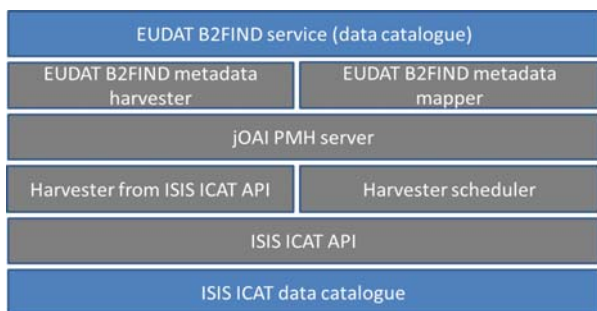 EUDAT B2FIND service (data catalogue)
EUDAT B2FIND metadata
harvester
EUDAT B2FIND metadata
mapper
jOAI PMH server
Harvester from ISIS ICAT API
Harvester scheduler
ISIS ICAT API
ISIS ICAT data catalogue